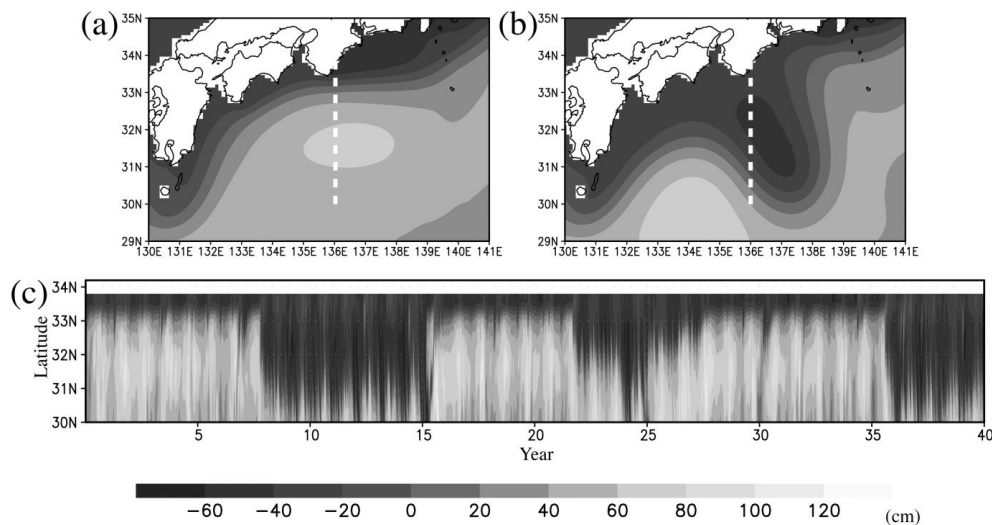 (a)
(b)
35N
34N
33N
32N
31N
30N
29N
130E 131E 132E 133E 134E 135E 136E 137E 138E 139E 140E 141E
35N
34N
33N
32N
31N
30N
29N
130E 131E 132E 133E 134E 135E 136E 137E 138E 139E 140E 141E
(c)
Latitude
34N
33N
32N
31N
30N
5 10 15 20 25 30 35 40
Year
−60 −40 −20 0 20 40 60 80 100 120 (cm)